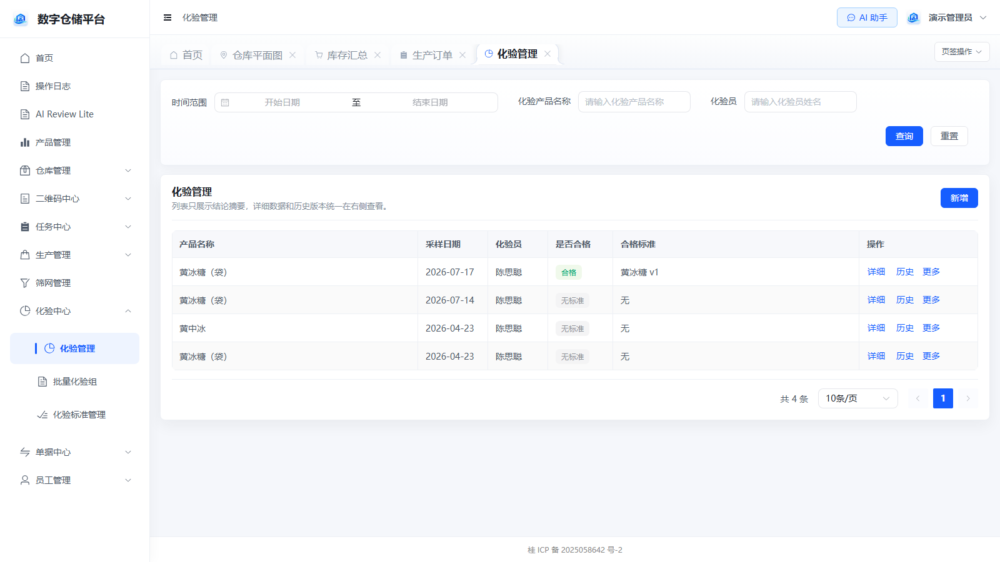 数字仓储平台
化验管理
AI 助手
演示管理员
首页
操作日志
AI Review Lite
产品管理
仓库管理
二维码中心
任务中心
生产管理
筛网管理
化验中心
化验管理
批量化验组
化验标准管理
单据中心
员工管理
首页
仓库平面图
库存汇总
生产订单
化验管理
页签操作
时间范围 开始日期 至 结束日期 化验产品名称 请输入化验产品名称 化验员 请输入化验员姓名
查询 重置
化验管理
列表只展示结论摘要，详细数据和历史版本统一在右侧查看。
新增
产品名称 采样日期 化验员 是否合格 合格标准 操作
黄冰糖（袋） 2026-07-17 陈思聪 合格 黄冰糖 v1 详细 历史 更多
黄冰糖（袋） 2026-07-14 陈思聪 无标准 无 详细 历史 更多
黄中冰 2026-04-23 陈思聪 无标准 无 详细 历史 更多
黄冰糖（袋） 2026-04-23 陈思聪 无标准 无 详细 历史 更多
共 4 条 10条/页 1
桂 ICP 备 2025058642 号-2